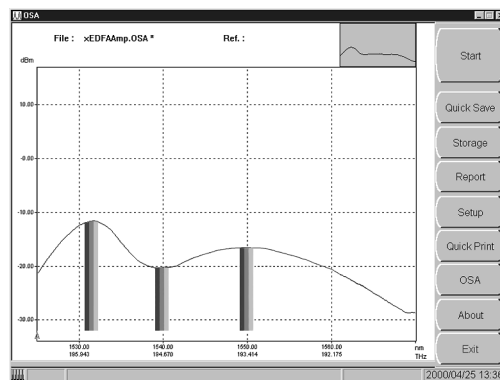 OSA
File : xEDFAAmp.OSA * Ref. :
dBm
10.00
-0.00
-10.00
-20.00
-30.00
1530.00 1540.00 1550.00 1560.00 nm
195.943 194.670 193.414 192.175 THz
Start
Quick Save
Storage
Report
Setup
Quick Print
OSA
About
Exit
2000/04/25 13:36